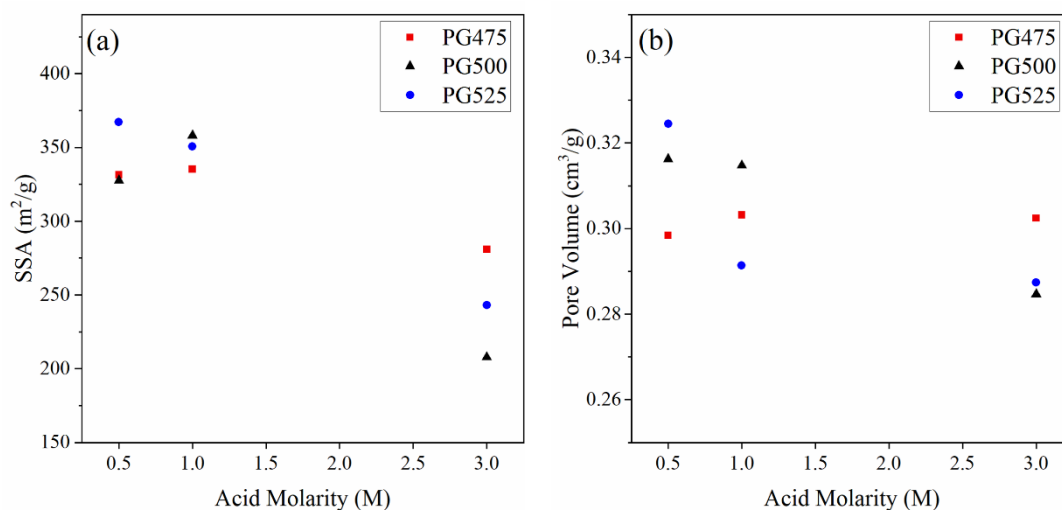 (a)
PG475
PG500
PG525
400
350
300
250
200
150
SSA (m²/g)
0.5 1.0 1.5 2.0 2.5 3.0
Acid Molarity (M)
(b)
PG475
PG500
PG525
0.34
0.32
0.30
0.28
0.26
Pore Volume (cm³/g)
0.5 1.0 1.5 2.0 2.5 3.0
Acid Molarity (M)